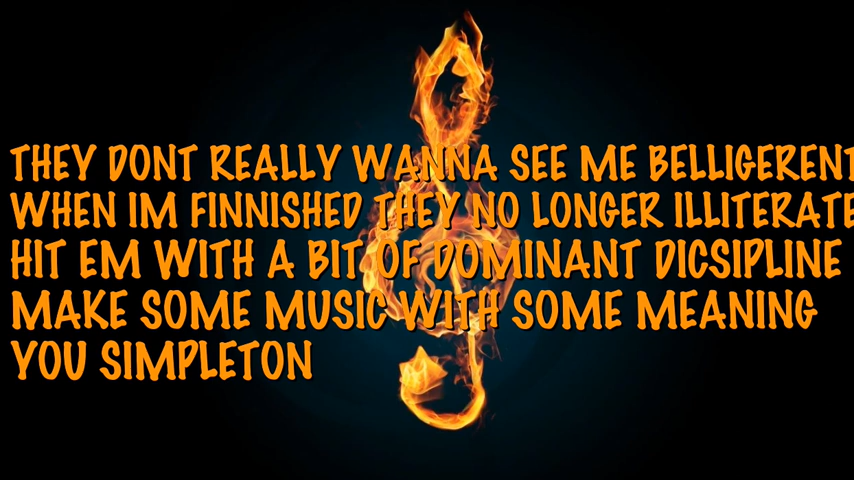 THEY DONT REALLY WANNA SEE ME BELLIGERENT
WHEN IM FINNISHED THEY NO LONGER ILLITERATE
HIT EM WITH A BIT OF DOMINANT DICSIPLINE
MAKE SOME MUSIC WITH SOME MEANING
YOU SIMPLETON